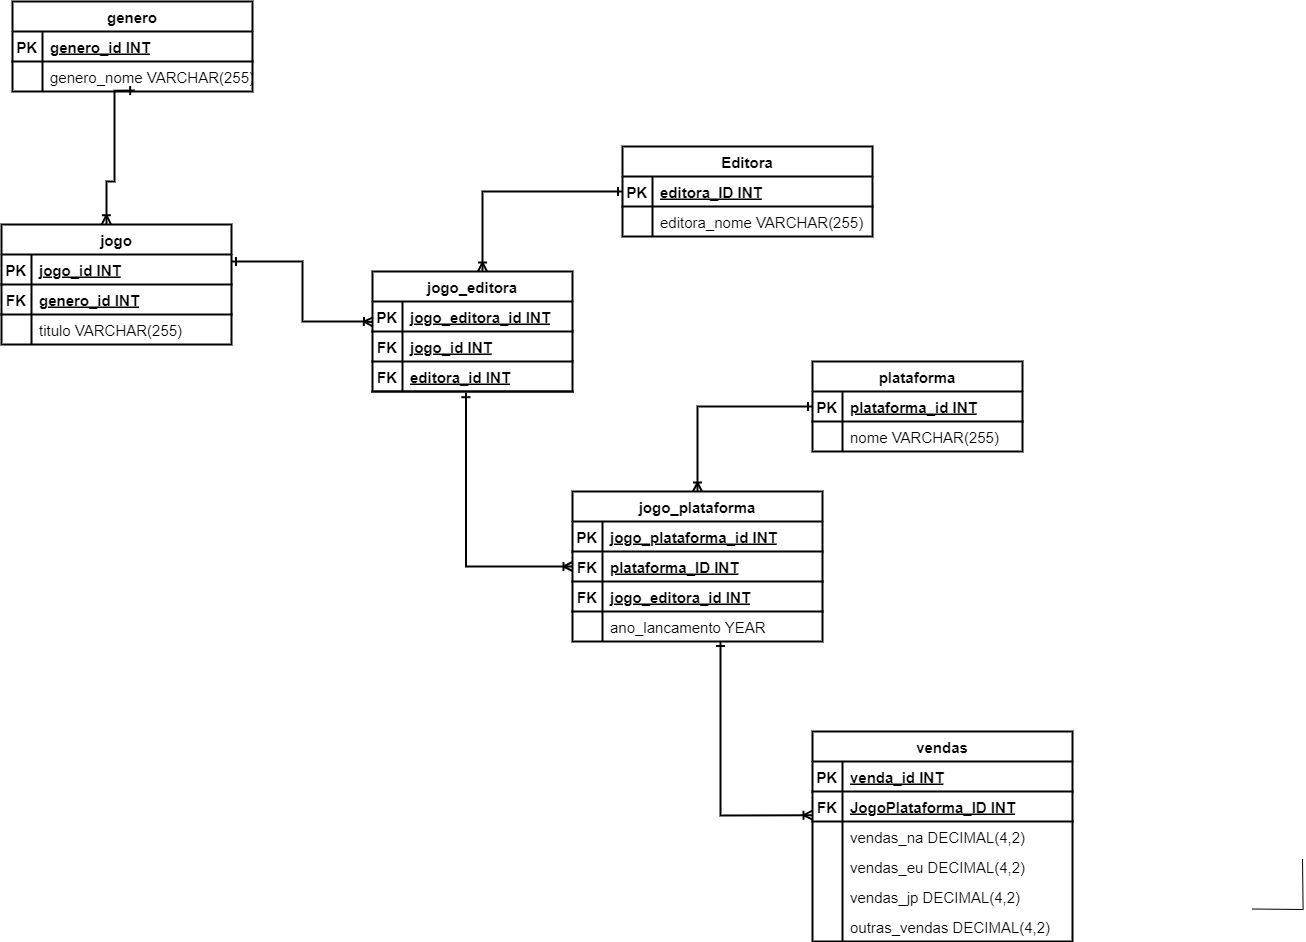 genero
PK genero_id INT
genero_nome VARCHAR(255)
Editora
PK editora_ID INT
editora_nome VARCHAR(255)
jogo
PK jogo_id INT
FK genero_id INT
titulo VARCHAR(255)
jogo_editora
PK jogo_editora_id INT
FK jogo_id INT
FK editora_id INT
plataforma
PK plataforma_id INT
nome VARCHAR(255)
jogo_plataforma
PK jogo_plataforma_id INT
FK plataforma_ID INT
FK jogo_editora_id INT
ano_lancamento YEAR
vendas
PK venda_id INT
FK JogoPlataforma_ID INT
vendas_na DECIMAL(4,2)
vendas_eu DECIMAL(4,2)
vendas_jp DECIMAL(4,2)
outras_vendas DECIMAL(4,2)